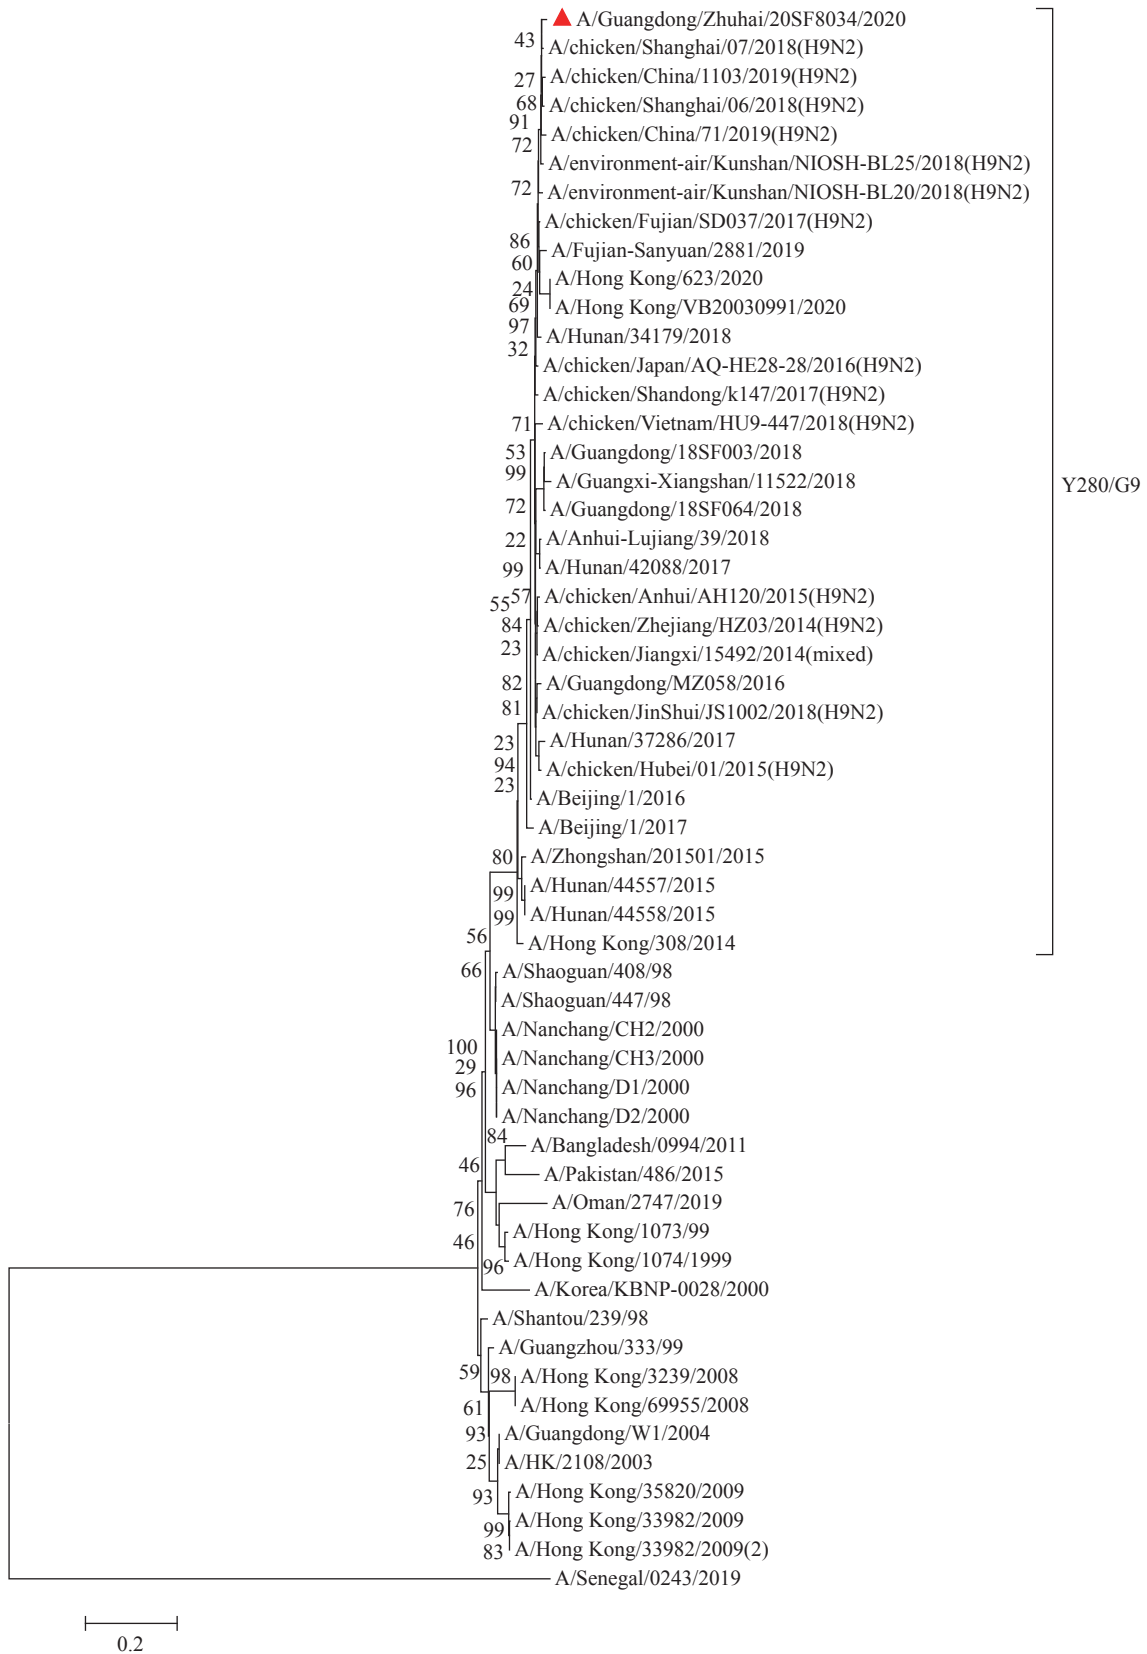 A/Guangdong/Zhuhai/20SF8034/2020
43
A/chicken/Shanghai/07/2018(H9N2)
27
A/chicken/China/1103/2019(H9N2)
68
A/chicken/Shanghai/06/2018(H9N2)
91
A/chicken/China/71/2019(H9N2)
72
A/environment-air/Kunshan/NIOSH-BL25/2018(H9N2)
72
A/environment-air/Kunshan/NIOSH-BL20/2018(H9N2)
A/chicken/Fujian/SD037/2017(H9N2)
86
A/Fujian-Sanyuan/2881/2019
60
A/Hong Kong/623/2020
24
69
A/Hong Kong/VB20030991/2020
97
A/Hunan/34179/2018
32
A/chicken/Japan/AQ-HE28-28/2016(H9N2)
A/chicken/Shandong/k147/2017(H9N2)
71
A/chicken/Vietnam/HU9-447/2018(H9N2)
53
A/Guangdong/18SF003/2018
99
A/Guangxi-Xiangshan/11522/2018
Y280/G9
72
A/Guangdong/18SF064/2018
22
A/Anhui-Lujiang/39/2018
99
A/Hunan/42088/2017
57
A/chicken/Anhui/AH120/2015(H9N2)
55
84
A/chicken/Zhejiang/HZ03/2014(H9N2)
23
A/chicken/Jiangxi/15492/2014(mixed)
82
A/Guangdong/MZ058/2016
81
A/chicken/JinShui/JS1002/2018(H9N2)
23
A/Hunan/37286/2017
94
A/chicken/Hubei/01/2015(H9N2)
23
A/Beijing/1/2016
A/Beijing/1/2017
80
A/Zhongshan/201501/2015
99
A/Hunan/44557/2015
99
A/Hunan/44558/2015
56
A/Hong Kong/308/2014
66
A/Shaoguan/408/98
A/Shaoguan/447/98
A/Nanchang/CH2/2000
100
A/Nanchang/CH3/2000
29
96
A/Nanchang/D1/2000
A/Nanchang/D2/2000
84
A/Bangladesh/0994/2011
46
A/Pakistan/486/2015
76
A/Oman/2747/2019
46
A/Hong Kong/1073/99
96
A/Hong Kong/1074/1999
A/Korea/KBNP-0028/2000
A/Shantou/239/98
A/Guangzhou/333/99
59
98
A/Hong Kong/3239/2008
61
A/Hong Kong/69955/2008
93
A/Guangdong/W1/2004
25
A/HK/2108/2003
93
A/Hong Kong/35820/2009
99
A/Hong Kong/33982/2009
83
A/Hong Kong/33982/2009(2)
A/Senegal/0243/2019
0.2